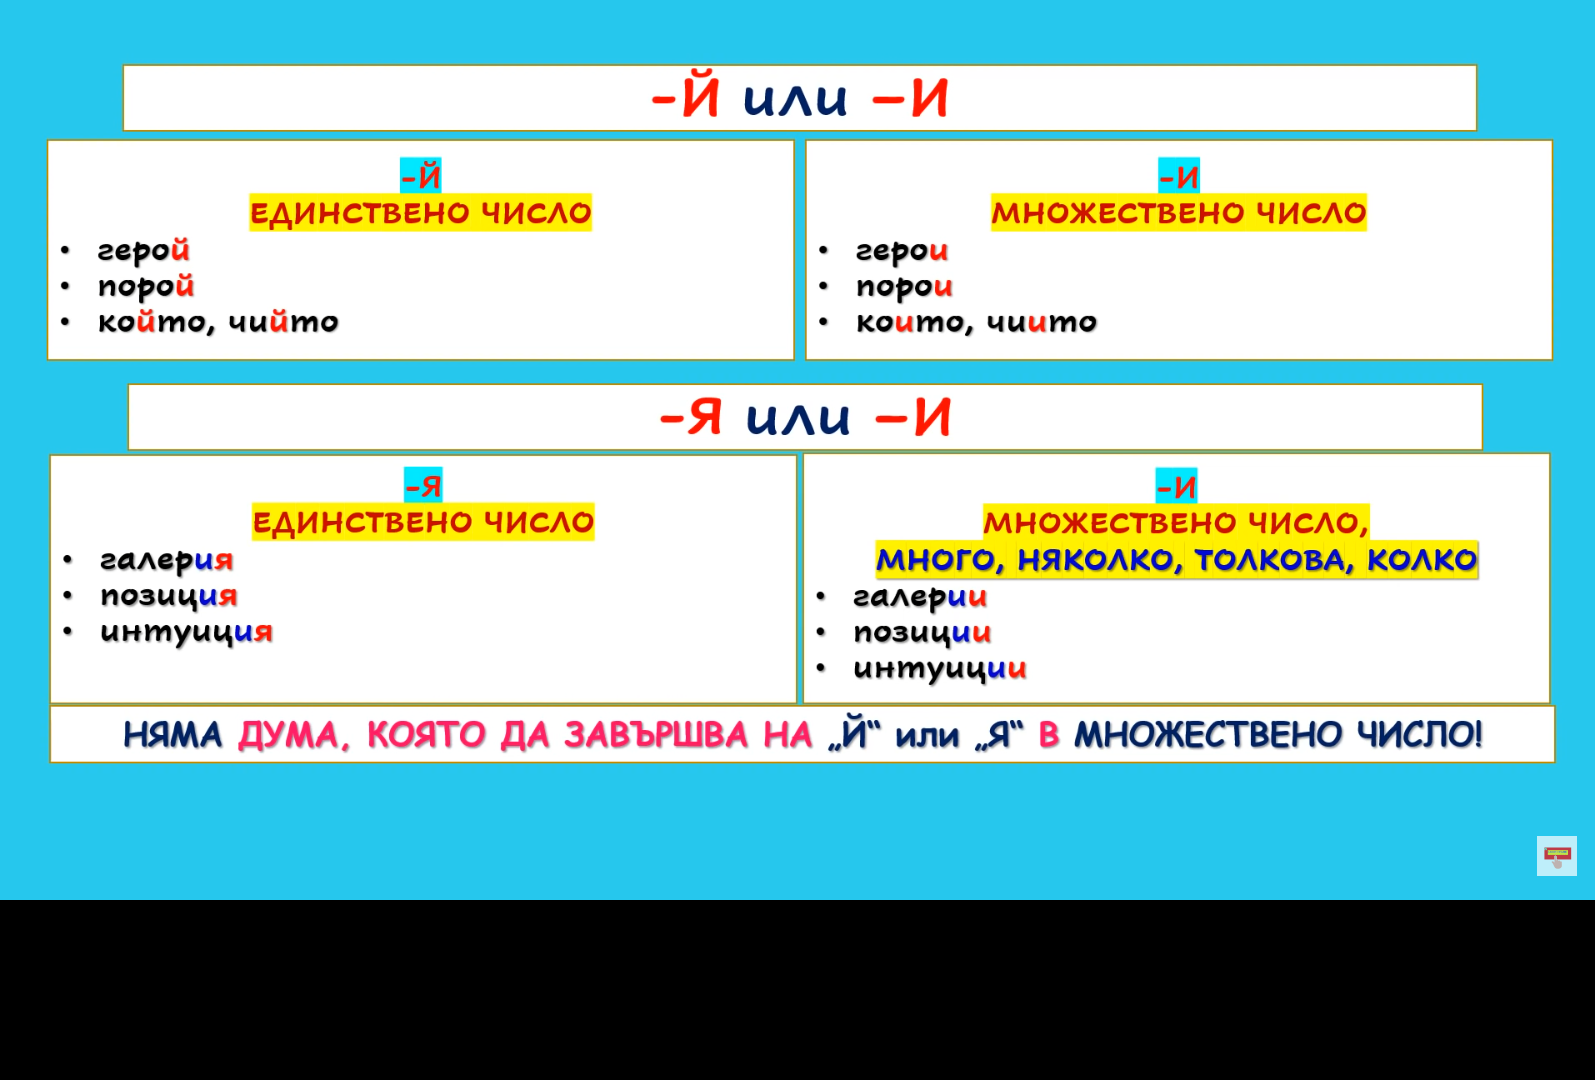 -Й или –И
-Й
ЕДИНСТВЕНО ЧИСЛО
• герой
• порой
• който, чийто
-И
МНОЖЕСТВЕНО ЧИСЛО
• герои
• порои
• които, чиито
-Я или –И
-Я
ЕДИНСТВЕНО ЧИСЛО
• галерия
• позиция
• интуиция
-И
МНОЖЕСТВЕНО ЧИСЛО,
МНОГО, НЯКОЛКО, ТОЛКОВА, КОЛКО
• галерии
• позиции
• интуиции
НЯМА ДУМА, КОЯТО ДА ЗАВЪРШВА НА „Й“ или „Я“ В МНОЖЕСТВЕНО ЧИСЛО!